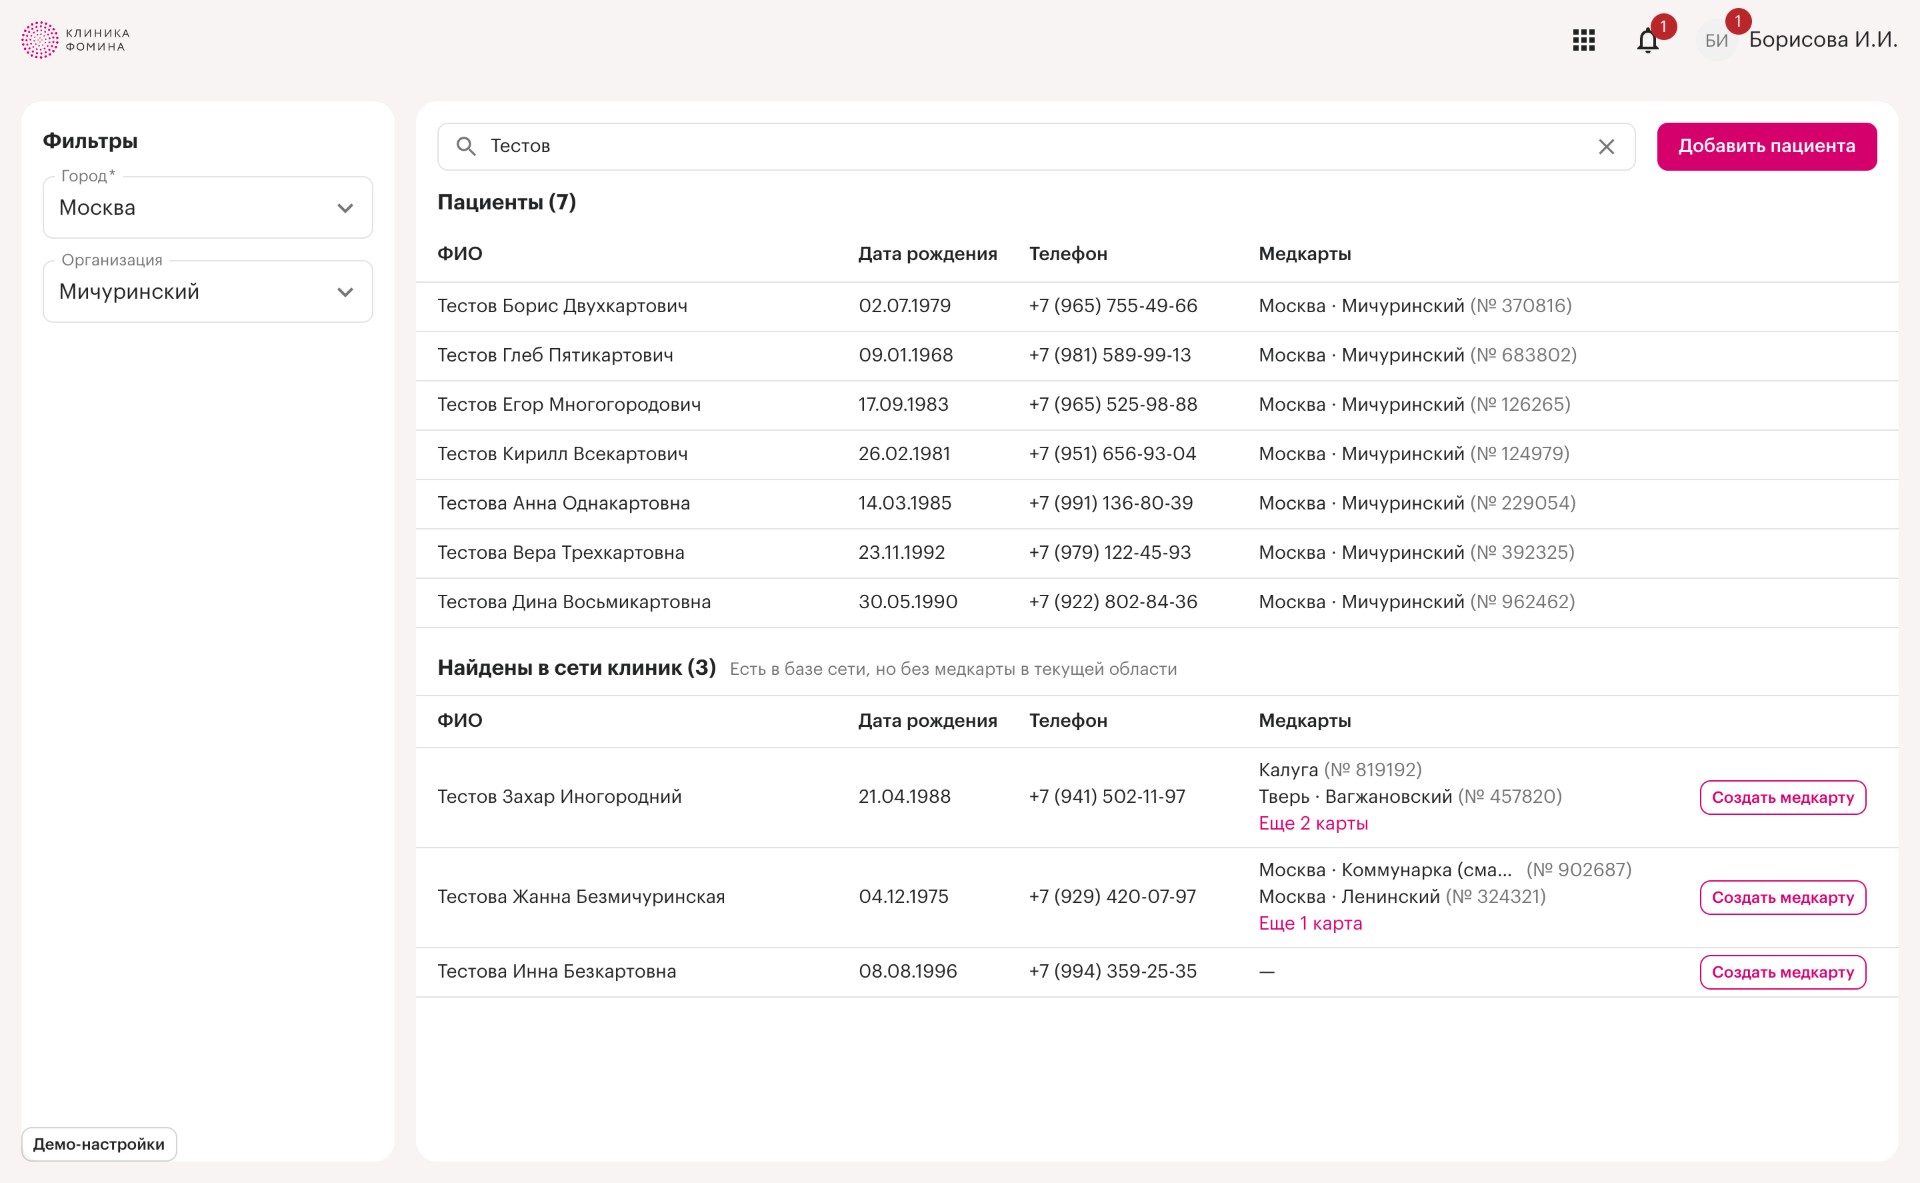 КЛИНИКА
ФОМИНА
1
БИ
1
Борисова И.И.
Фильтры
Город*
Москва
Организация
Мичуринский
Демо-настройки
Тестов
Добавить пациента
Пациенты (7)
ФИО Дата рождения Телефон Медкарты
Тестов Борис Двухкартович 02.07.1979 +7 (965) 755-49-66 Москва · Мичуринский (№ 370816)
Тестов Глеб Пятикартович 09.01.1968 +7 (981) 589-99-13 Москва · Мичуринский (№ 683802)
Тестов Егор Многогородович 17.09.1983 +7 (965) 525-98-88 Москва · Мичуринский (№ 126265)
Тестов Кирилл Всекартович 26.02.1981 +7 (951) 656-93-04 Москва · Мичуринский (№ 124979)
Тестова Анна Однакартовна 14.03.1985 +7 (991) 136-80-39 Москва · Мичуринский (№ 229054)
Тестова Вера Трехкартовна 23.11.1992 +7 (979) 122-45-93 Москва · Мичуринский (№ 392325)
Тестова Дина Восьмикартовна 30.05.1990 +7 (922) 802-84-36 Москва · Мичуринский (№ 962462)
Найдены в сети клиник (3) Есть в базе сети, но без медкарты в текущей области
ФИО Дата рождения Телефон Медкарты
Тестов Захар Иногородний 21.04.1988 +7 (941) 502-11-97
Калуга (№ 819192)
Тверь · Вагжановский (№ 457820)
Еще 2 карты
Создать медкарту
Тестова Жанна Безмичуринская 04.12.1975 +7 (929) 420-07-97
Москва · Коммунарка (сма... (№ 902687)
Москва · Ленинский (№ 324321)
Еще 1 карта
Создать медкарту
Тестова Инна Безкартовна 08.08.1996 +7 (994) 359-25-35 — Создать медкарту